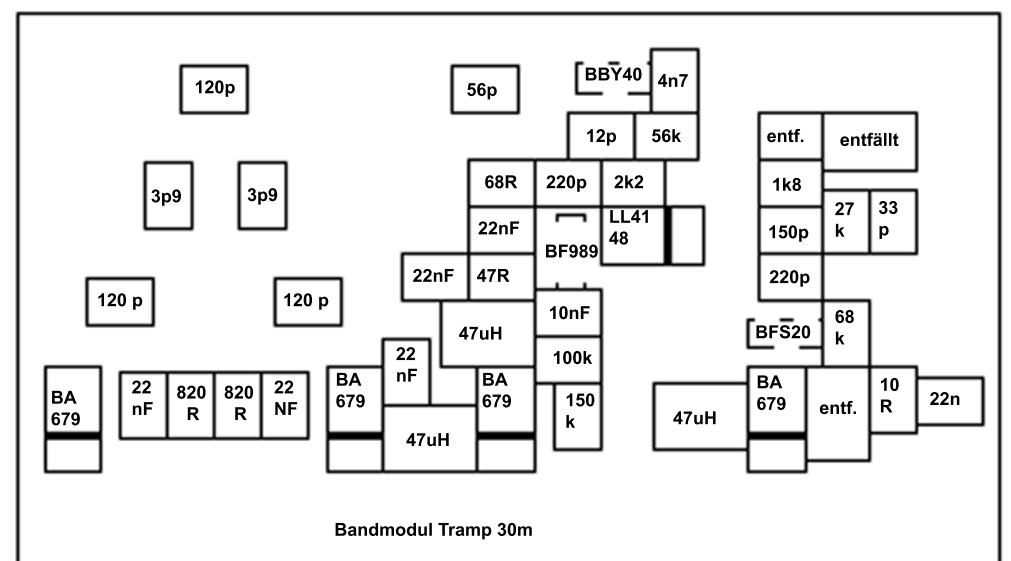 BBY40
4n7
120p
56p
12p
56k
entf.
entfällt
68R
220p
2k2
1k8
3p9
3p9
27
k
33
p
22nF
LL41
48
150p
BF989
22nF
47R
220p
120 p
120 p
10nF
47uH
BFS20
68
k
22
nF
100k
BA
679
22
nF
820
R
820
R
22
NF
BA
679
47uH
BA
679
150
k
47uH
BA
679
entf.
10
R
22n
Bandmodul Tramp 30m